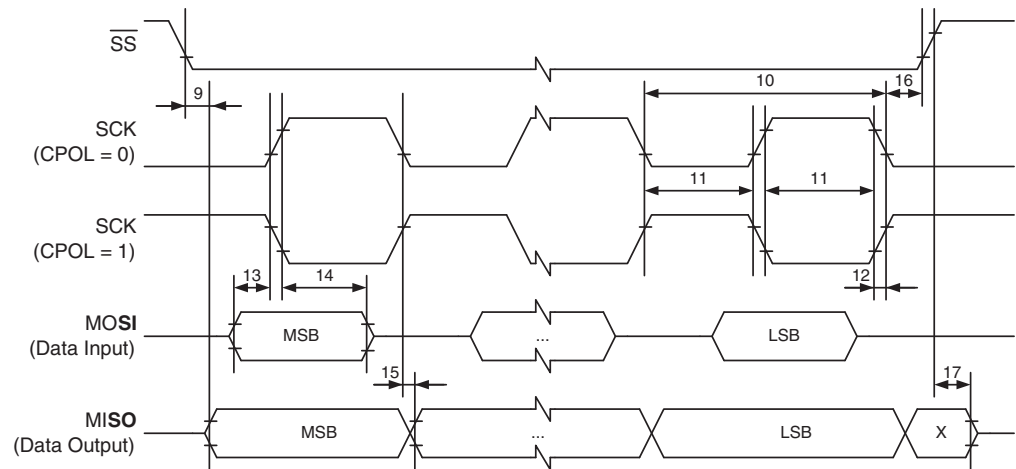 SS
9
10
16
SCK
(CPOL = 0)
11
11
SCK
(CPOL = 1)
13
14
12
MOSI
(Data Input)
MSB
...
LSB
15
17
MISO
(Data Output)
MSB
...
LSB
X